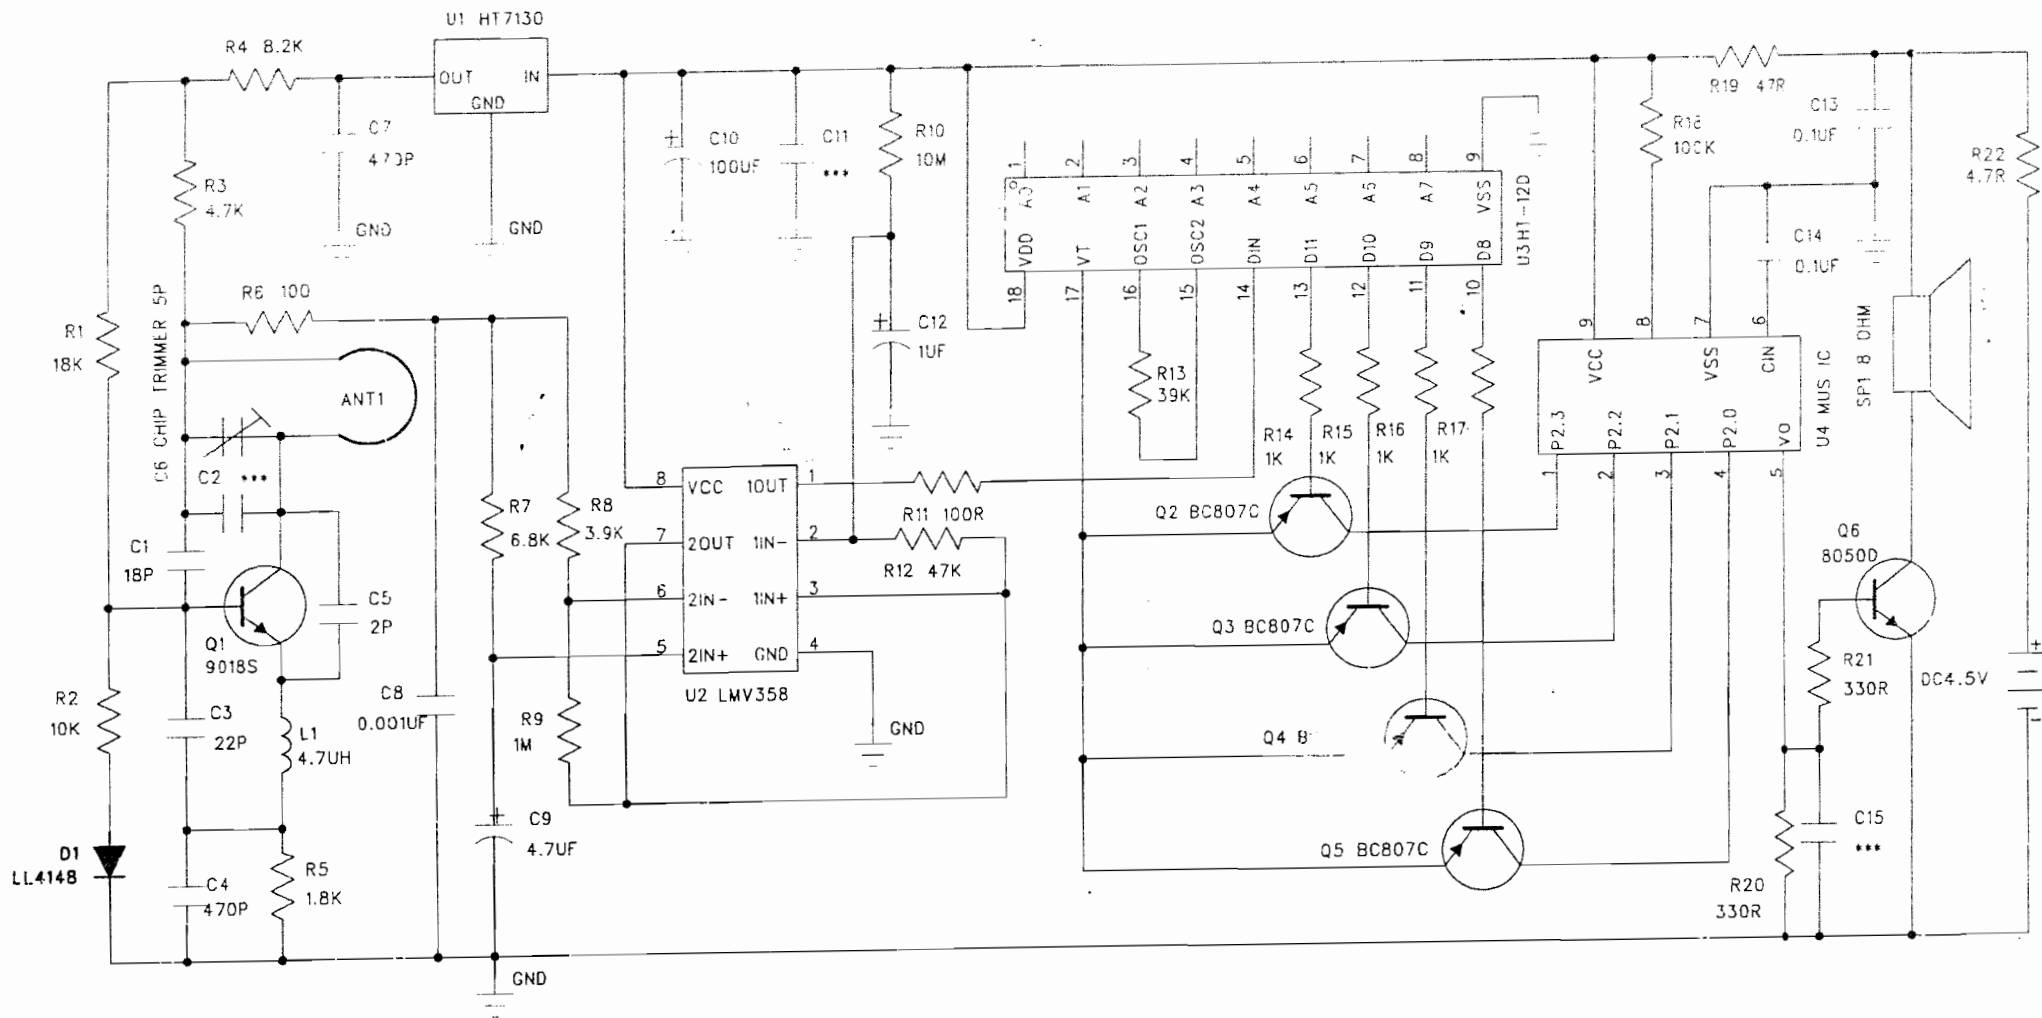 U1 HT7130
R4 8.2K
OUT
IN
GND
C7
GND
GND
R3
4.7K
C10
100UF
C11
***
R10
10M
C12
1UF
R19 47R
R18
100K
C13
0.1UF
R22
4.7R
1
2
3
4
5
6
7
8
9
A0
A1
A2
A3
A4
A5
A6
A7
VSS
VDD
VT
OSC1
OSC2
DIN
D11
D10
D9
D8
U3HT-12D
18
17
16
15
14
13
12
11
10
C14
0.1UF
R6 100
R1
18K
C6 CHIP TRIMMER 5P
ANT1
C2 ***
C1
18P
Q1
9018S
C5
2P
R2
10K
C3
22P
L1
4.7UH
D1
LL4148
C4
470P
R5
1.8K
C8
0.001UF
R7
6.8K
R8
3.9K
R9
1M
C9
4.7UF
GND
8
7
6
5
VCC
2OUT
2IN-
2IN+
1OUT
1IN-
1IN+
GND
1
2
3
4
U2 LMV358
GND
R11 100R
R12 47K
R13
39K
R14
1K
R15
1K
R16
1K
R17
1K
Q2 BC807C
Q3 BC807C
Q4 B
Q5 BC807C
9
8
7
6
VCC
VSS
CIN
P2.3
P2.2
P2.1
P2.0
VO
1
2
3
4
5
U4 MUS IC
SP1 8 OHM
Q6
8050D
R21
330R
DC4.5V
C15
***
R20
330R